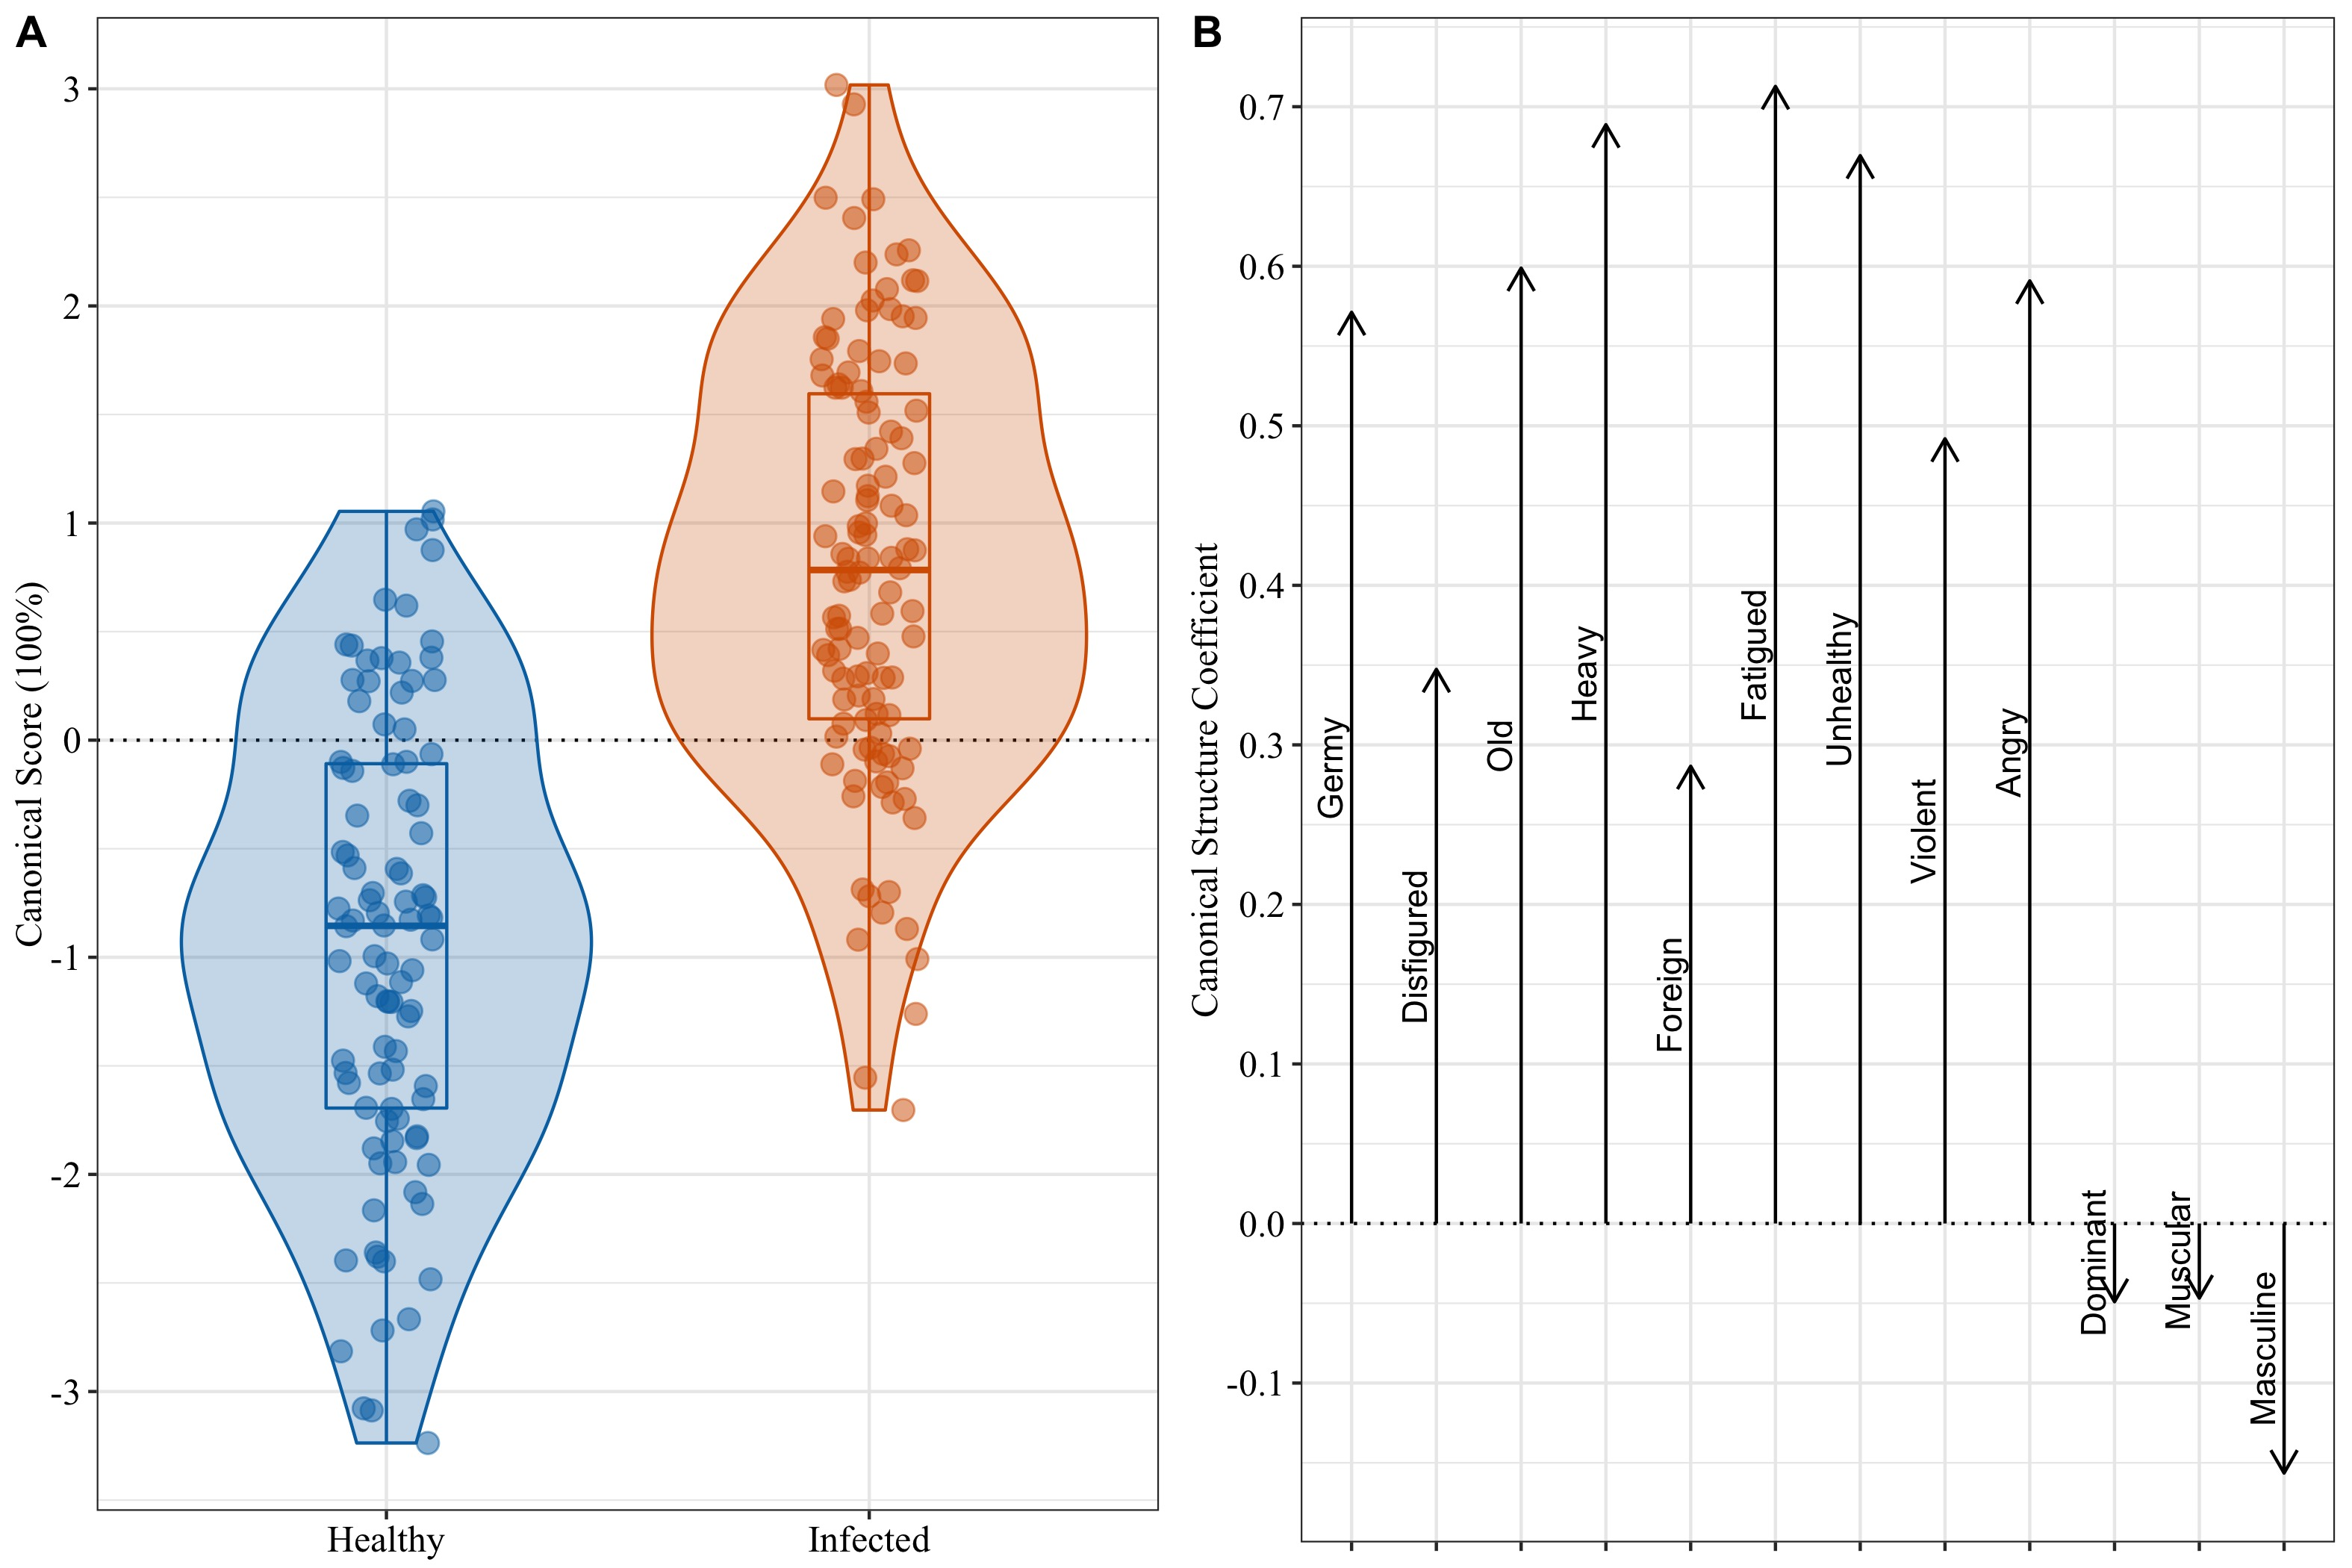 A
Canonical Score (100%)
3
2
1
0
-1
-2
-3
Healthy
Infected
B
Canonical Structure Coefficient
0.7
0.6
0.5
0.4
0.3
0.2
0.1
0.0
-0.1
Germy
Disfigured
Old
Heavy
Foreign
Fatigued
Unhealthy
Violent
Angry
Dominant
Muscular
Masculine